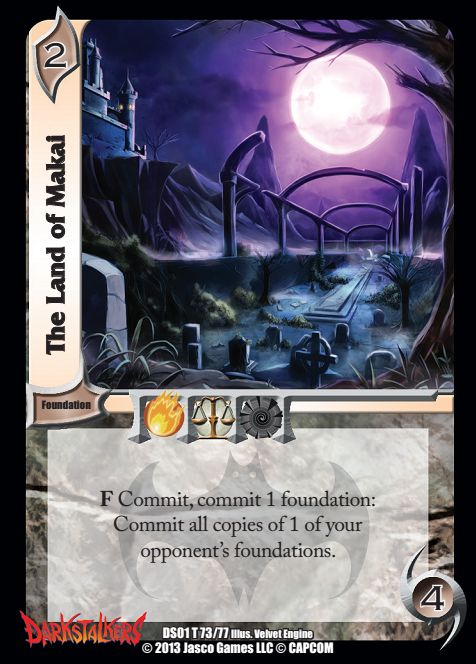 2
The Land of Makai
Foundation
F Commit, commit 1 foundation:
Commit all copies of 1 of your
opponent's foundations.
4
DARKSTALKERS
DS01 T 73/77 Illus. Velvet Engine
© 2013 Jasco Games LLC © CAPCOM